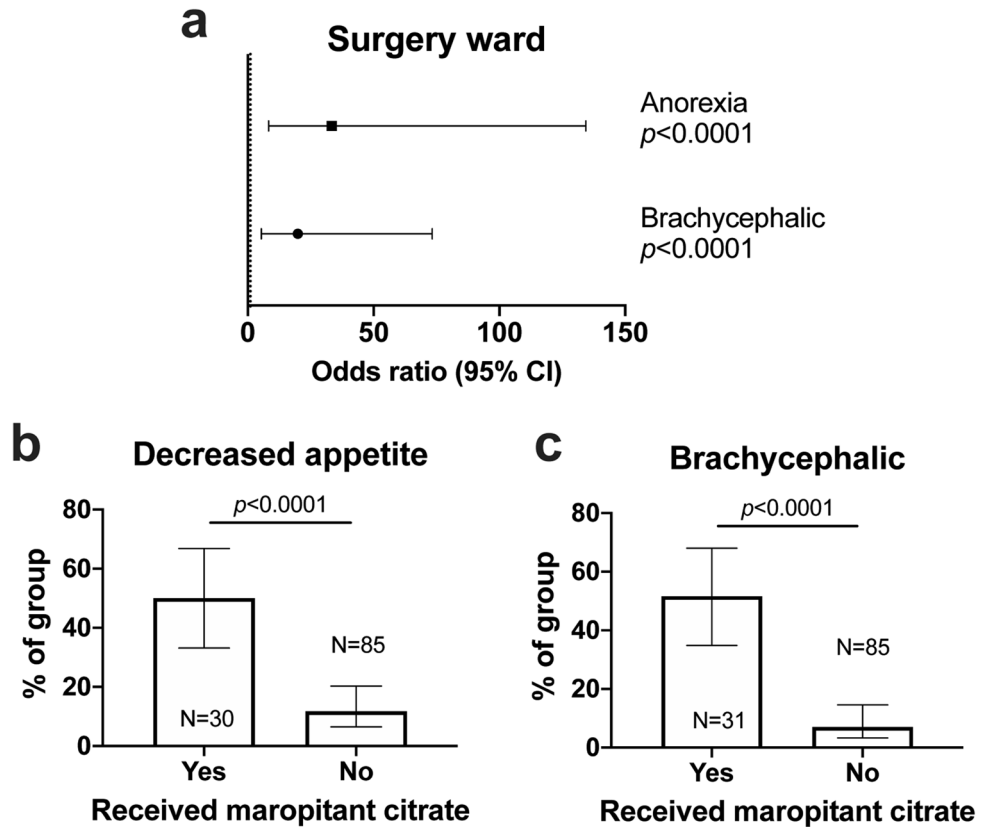 a
Surgery ward
Anorexia
p<0.0001
Brachycephalic
p<0.0001
0 50 100 150
Odds ratio (95% CI)
b
Decreased appetite
p<0.0001
80
60
40
20
0
% of group
N=30
N=85
Yes No
Received maropitant citrate
c
Brachycephalic
p<0.0001
80
60
40
20
0
% of group
N=31
N=85
Yes No
Received maropitant citrate